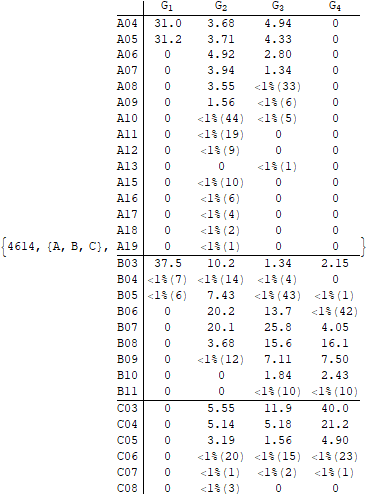 G1 G2 G3 G4
A04 31.0 3.68 4.94 0
A05 31.2 3.71 4.33 0
A06 0 4.92 2.80 0
A07 0 3.94 1.34 0
A08 0 3.55 <1%(33) 0
A09 0 1.56 <1%(6) 0
A10 0 <1%(44) <1%(5) 0
A11 0 <1%(19) 0 0
A12 0 <1%(9) 0 0
A13 0 0 <1%(1) 0
A15 0 <1%(10) 0 0
A16 0 <1%(6) 0 0
A17 0 <1%(4) 0 0
A18 0 <1%(2) 0 0
{4614, {A, B, C}, A19 0 <1%(1) 0 0 }
B03 37.5 10.2 1.34 2.15
B04 <1%(7) <1%(14) <1%(4) 0
B05 <1%(6) 7.43 <1%(43) <1%(1)
B06 0 20.2 13.7 <1%(42)
B07 0 20.1 25.8 4.05
B08 0 3.68 15.6 16.1
B09 0 <1%(12) 7.11 7.50
B10 0 0 1.84 2.43
B11 0 0 <1%(10) <1%(10)
C03 0 5.55 11.9 40.0
C04 0 5.14 5.18 21.2
C05 0 3.19 1.56 4.90
C06 0 <1%(20) <1%(15) <1%(23)
C07 0 <1%(1) <1%(2) <1%(1)
C08 0 <1%(3) 0 0